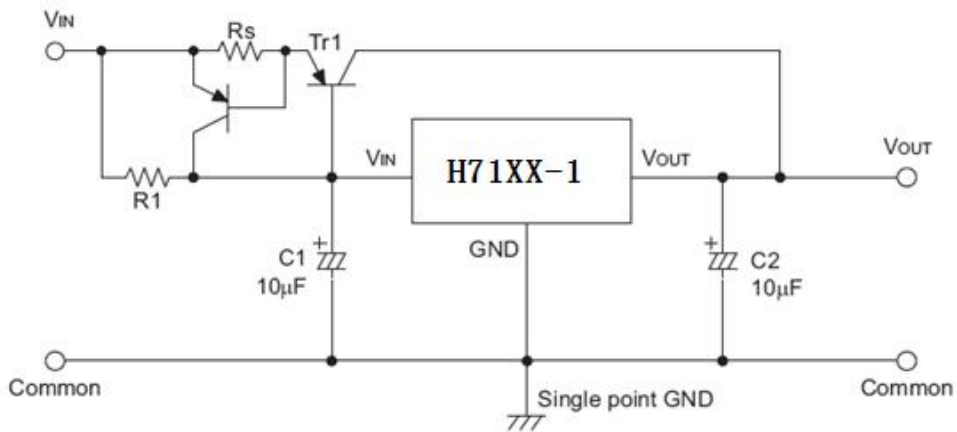 VIN
Rs
Tr1
R1
VIN
H71XX-1
VOUT
VOUT
GND
C1
10μF
+
C2
10μF
+
Common
Single point GND
Common